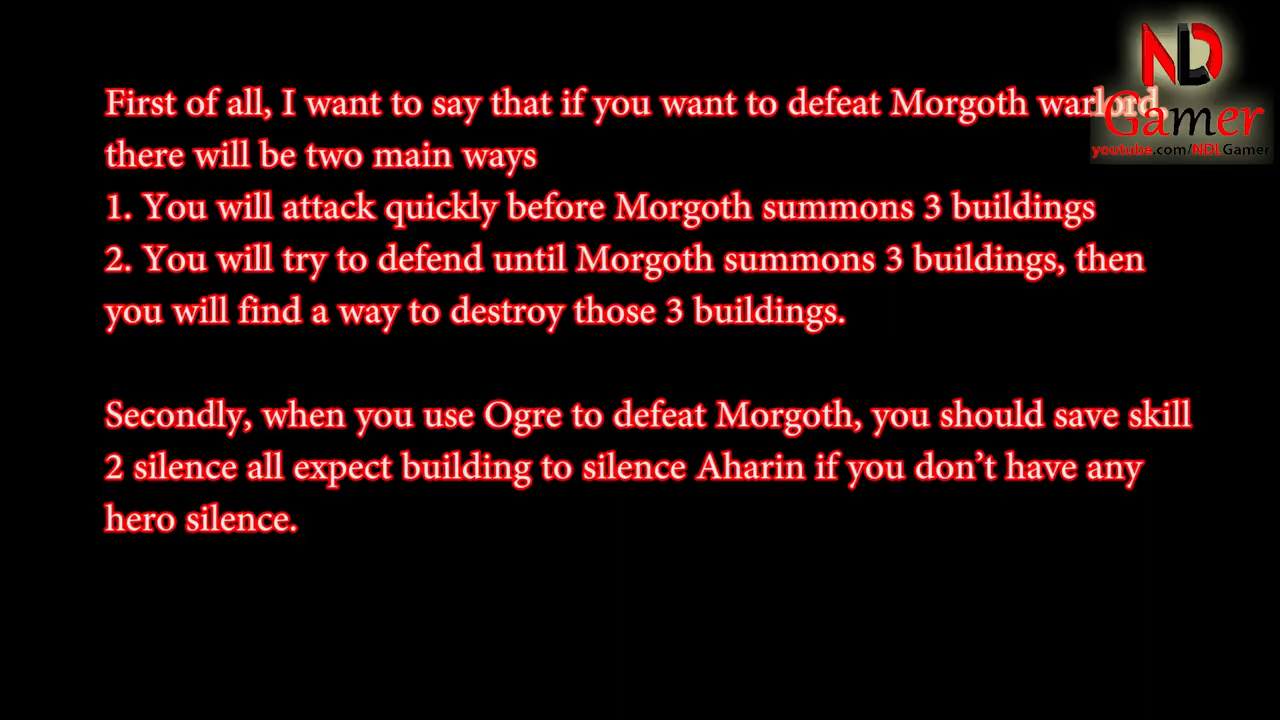 First of all, I want to say that if you want to defeat Morgoth warlord,
there will be two main ways
1. You will attack quickly before Morgoth summons 3 buildings
2. You will try to defend until Morgoth summons 3 buildings, then
you will find a way to destroy those 3 buildings.
Secondly, when you use Ogre to defeat Morgoth, you should save skill
2 silence all expect building to silence Aharin if you don't have any
hero silence.
NDL
Gamer
youtube.com/NDLGamer